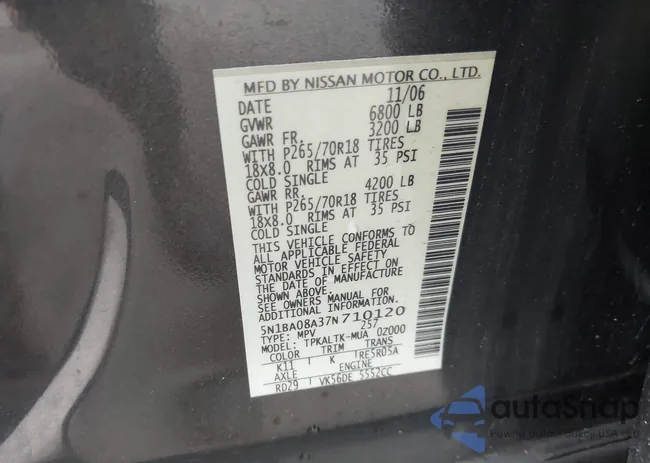 MFD BY NISSAN MOTOR CO., LTD.
DATE 11/06
GVWR 6800 LB
GAWR FR. 3200 LB
WITH P265/70R18 TIRES
18x8.0 RIMS AT 35 PSI
COLD SINGLE
GAWR RR. 4200 LB
WITH P265/70R18 TIRES
18x8.0 RIMS AT 35 PSI
COLD SINGLE
THIS VEHICLE CONFORMS TO
ALL APPLICABLE FEDERAL
MOTOR VEHICLE SAFETY
STANDARDS IN EFFECT ON
THE DATE OF MANUFACTURE
SHOWN ABOVE.
SEE OWNERS MANUAL FOR
ADDITIONAL INFORMATION.
5N1BA08A37N710120
TYPE: MPV 257
MODEL: TPKALTK-MUA 0Z000
COLOR TRIM TRANS
K11 K RE5R05A
AXLE ENGINE
RD29 VK56DE 5552CC
autoSnap